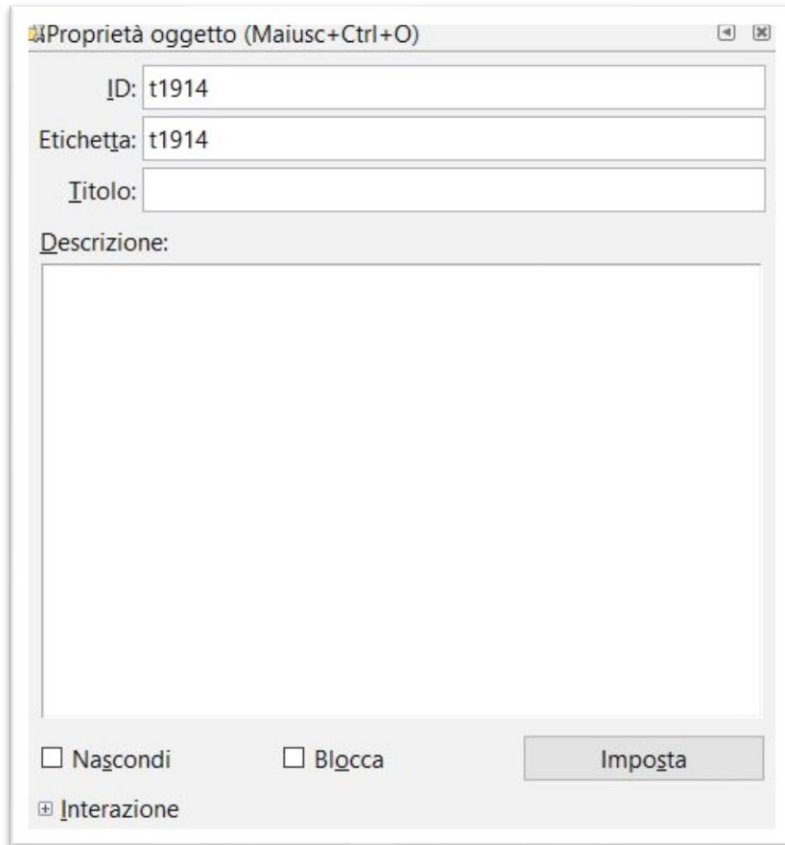 Proprietà oggetto (Maiusc+Ctrl+O)
ID: t1914
Etichetta: t1914
Titolo:
Descrizione:
Nascondi Blocca Imposta
Interazione